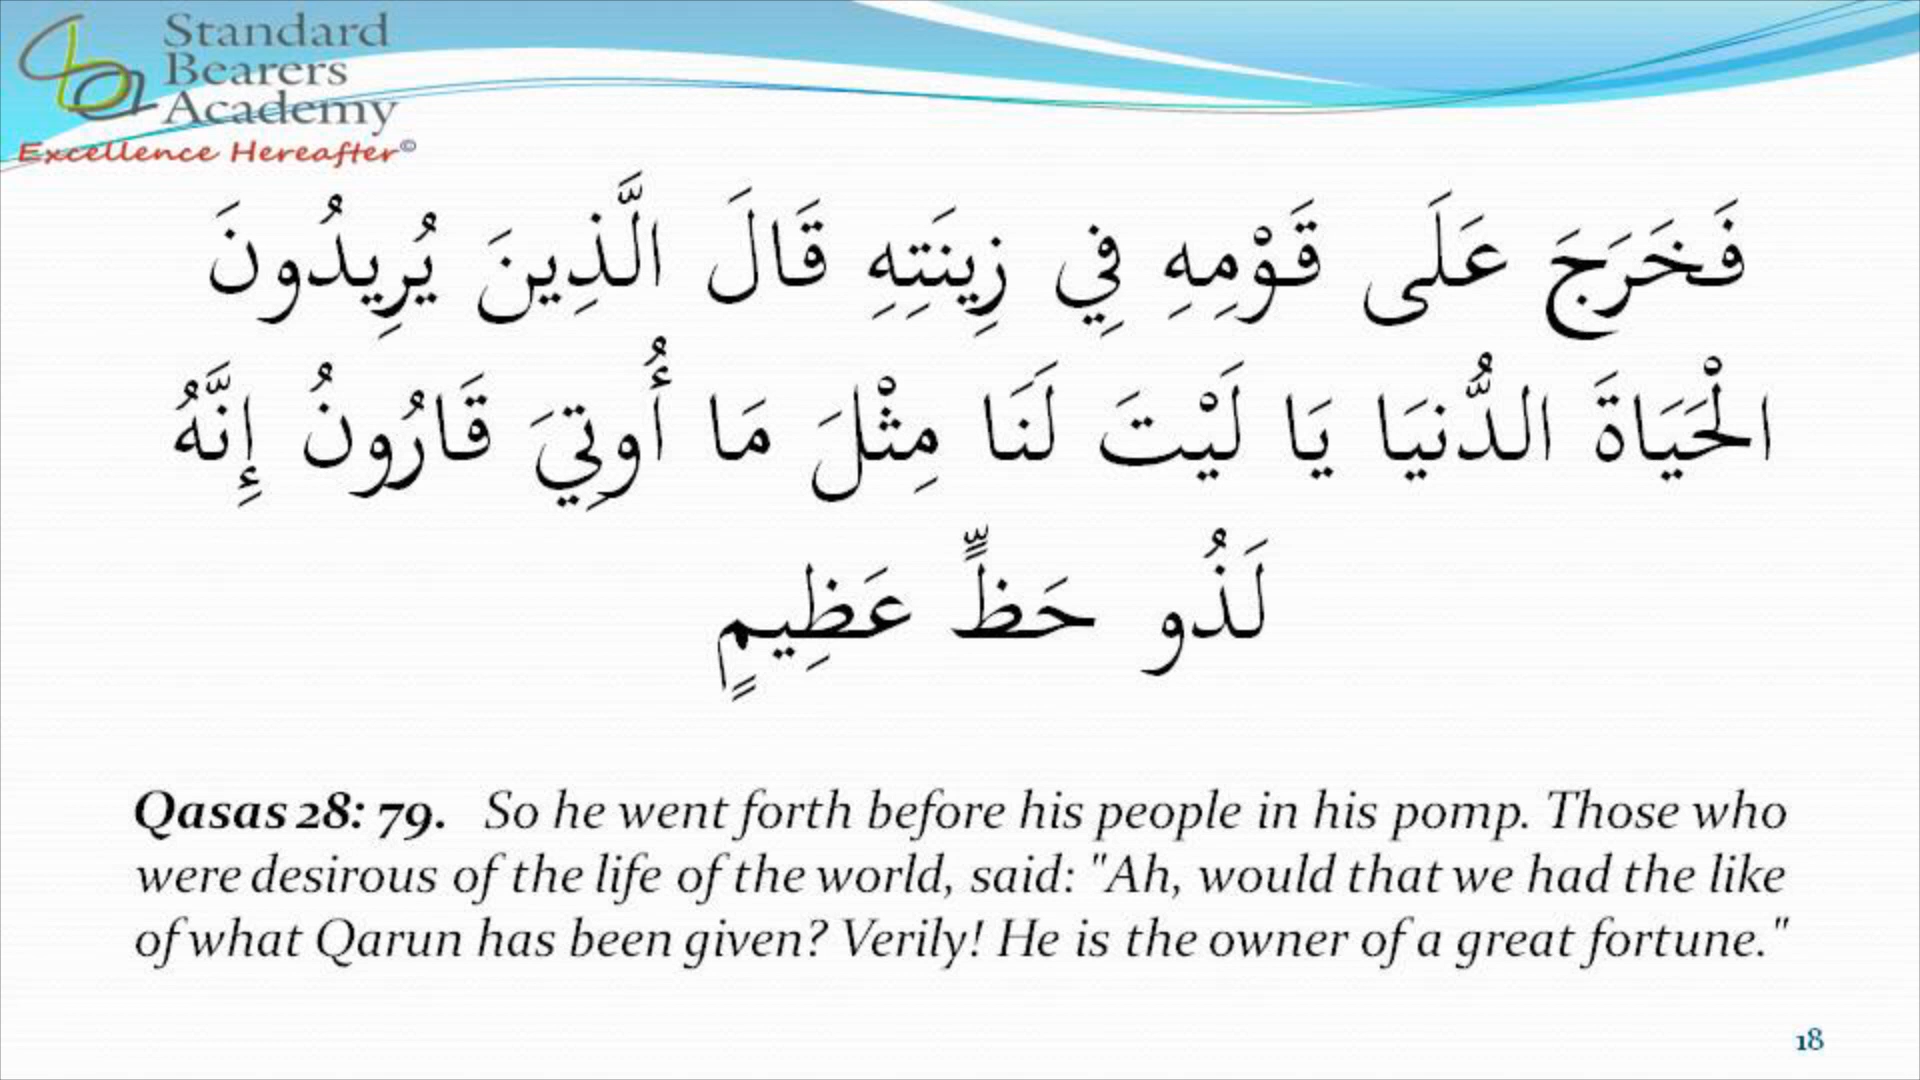 Standard
Bearers
Academy
Excellence Hereafter©
فَخَرَجَ عَلَى قَوْمِهِ فِي زِينَتِهِ قَالَ الَّذِينَ يُرِيدُونَ
الْحَيَاةَ الدُّنيَا يَا لَيْتَ لَنَا مِثْلَ مَا أُوتِيَ قَارُونُ إِنَّهُ
لَذُو حَظٍّ عَظِيمٍ
Qasas 28: 79. So he went forth before his people in his pomp. Those who
were desirous of the life of the world, said: "Ah, would that we had the like
of what Qarun has been given? Verily! He is the owner of a great fortune."
18